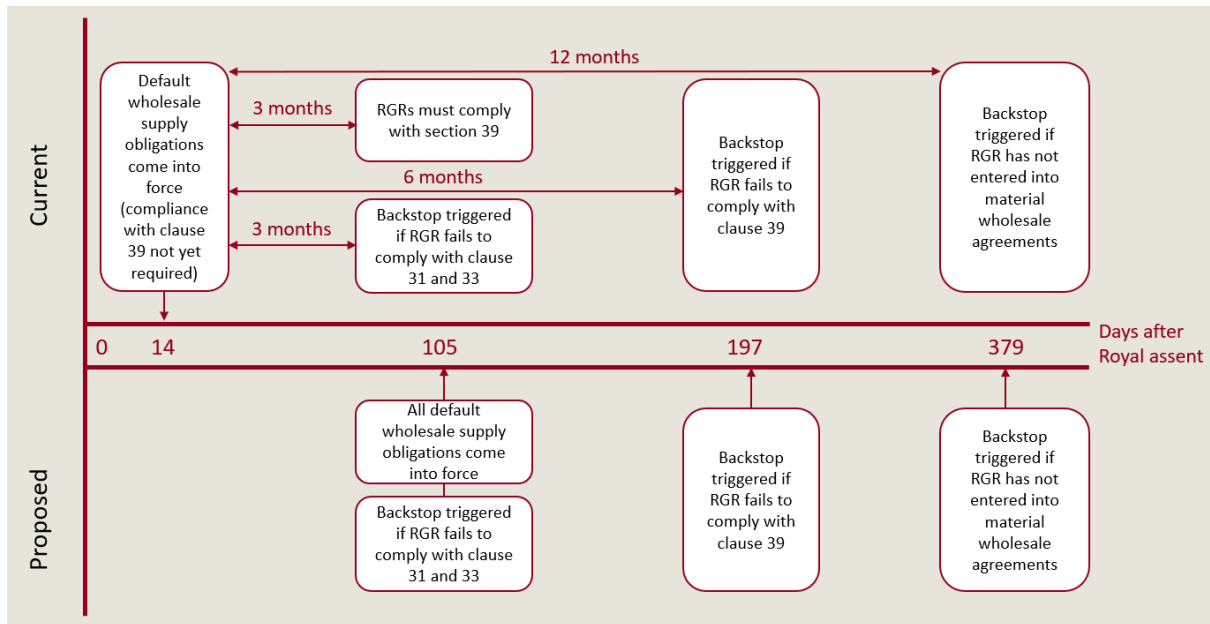 Current
Default
wholesale
supply
obligations
come into
force
(compliance
with clause
39 not yet
required)
12 months
3 months
RGRs must comply
with section 39
6 months
3 months
Backstop triggered
if RGR fails to
comply with clause
31 and 33
Backstop
triggered if
RGR fails to
comply with
clause 39
Backstop
triggered if
RGR has not
entered into
material
wholesale
agreements
0
14
105
197
379
Days after
Royal assent
Proposed
All default
wholesale supply
obligations come
into force
Backstop triggered
if RGR fails to
comply with clause
31 and 33
Backstop
triggered if
RGR fails to
comply with
clause 39
Backstop
triggered if
RGR has not
entered into
material
wholesale
agreements